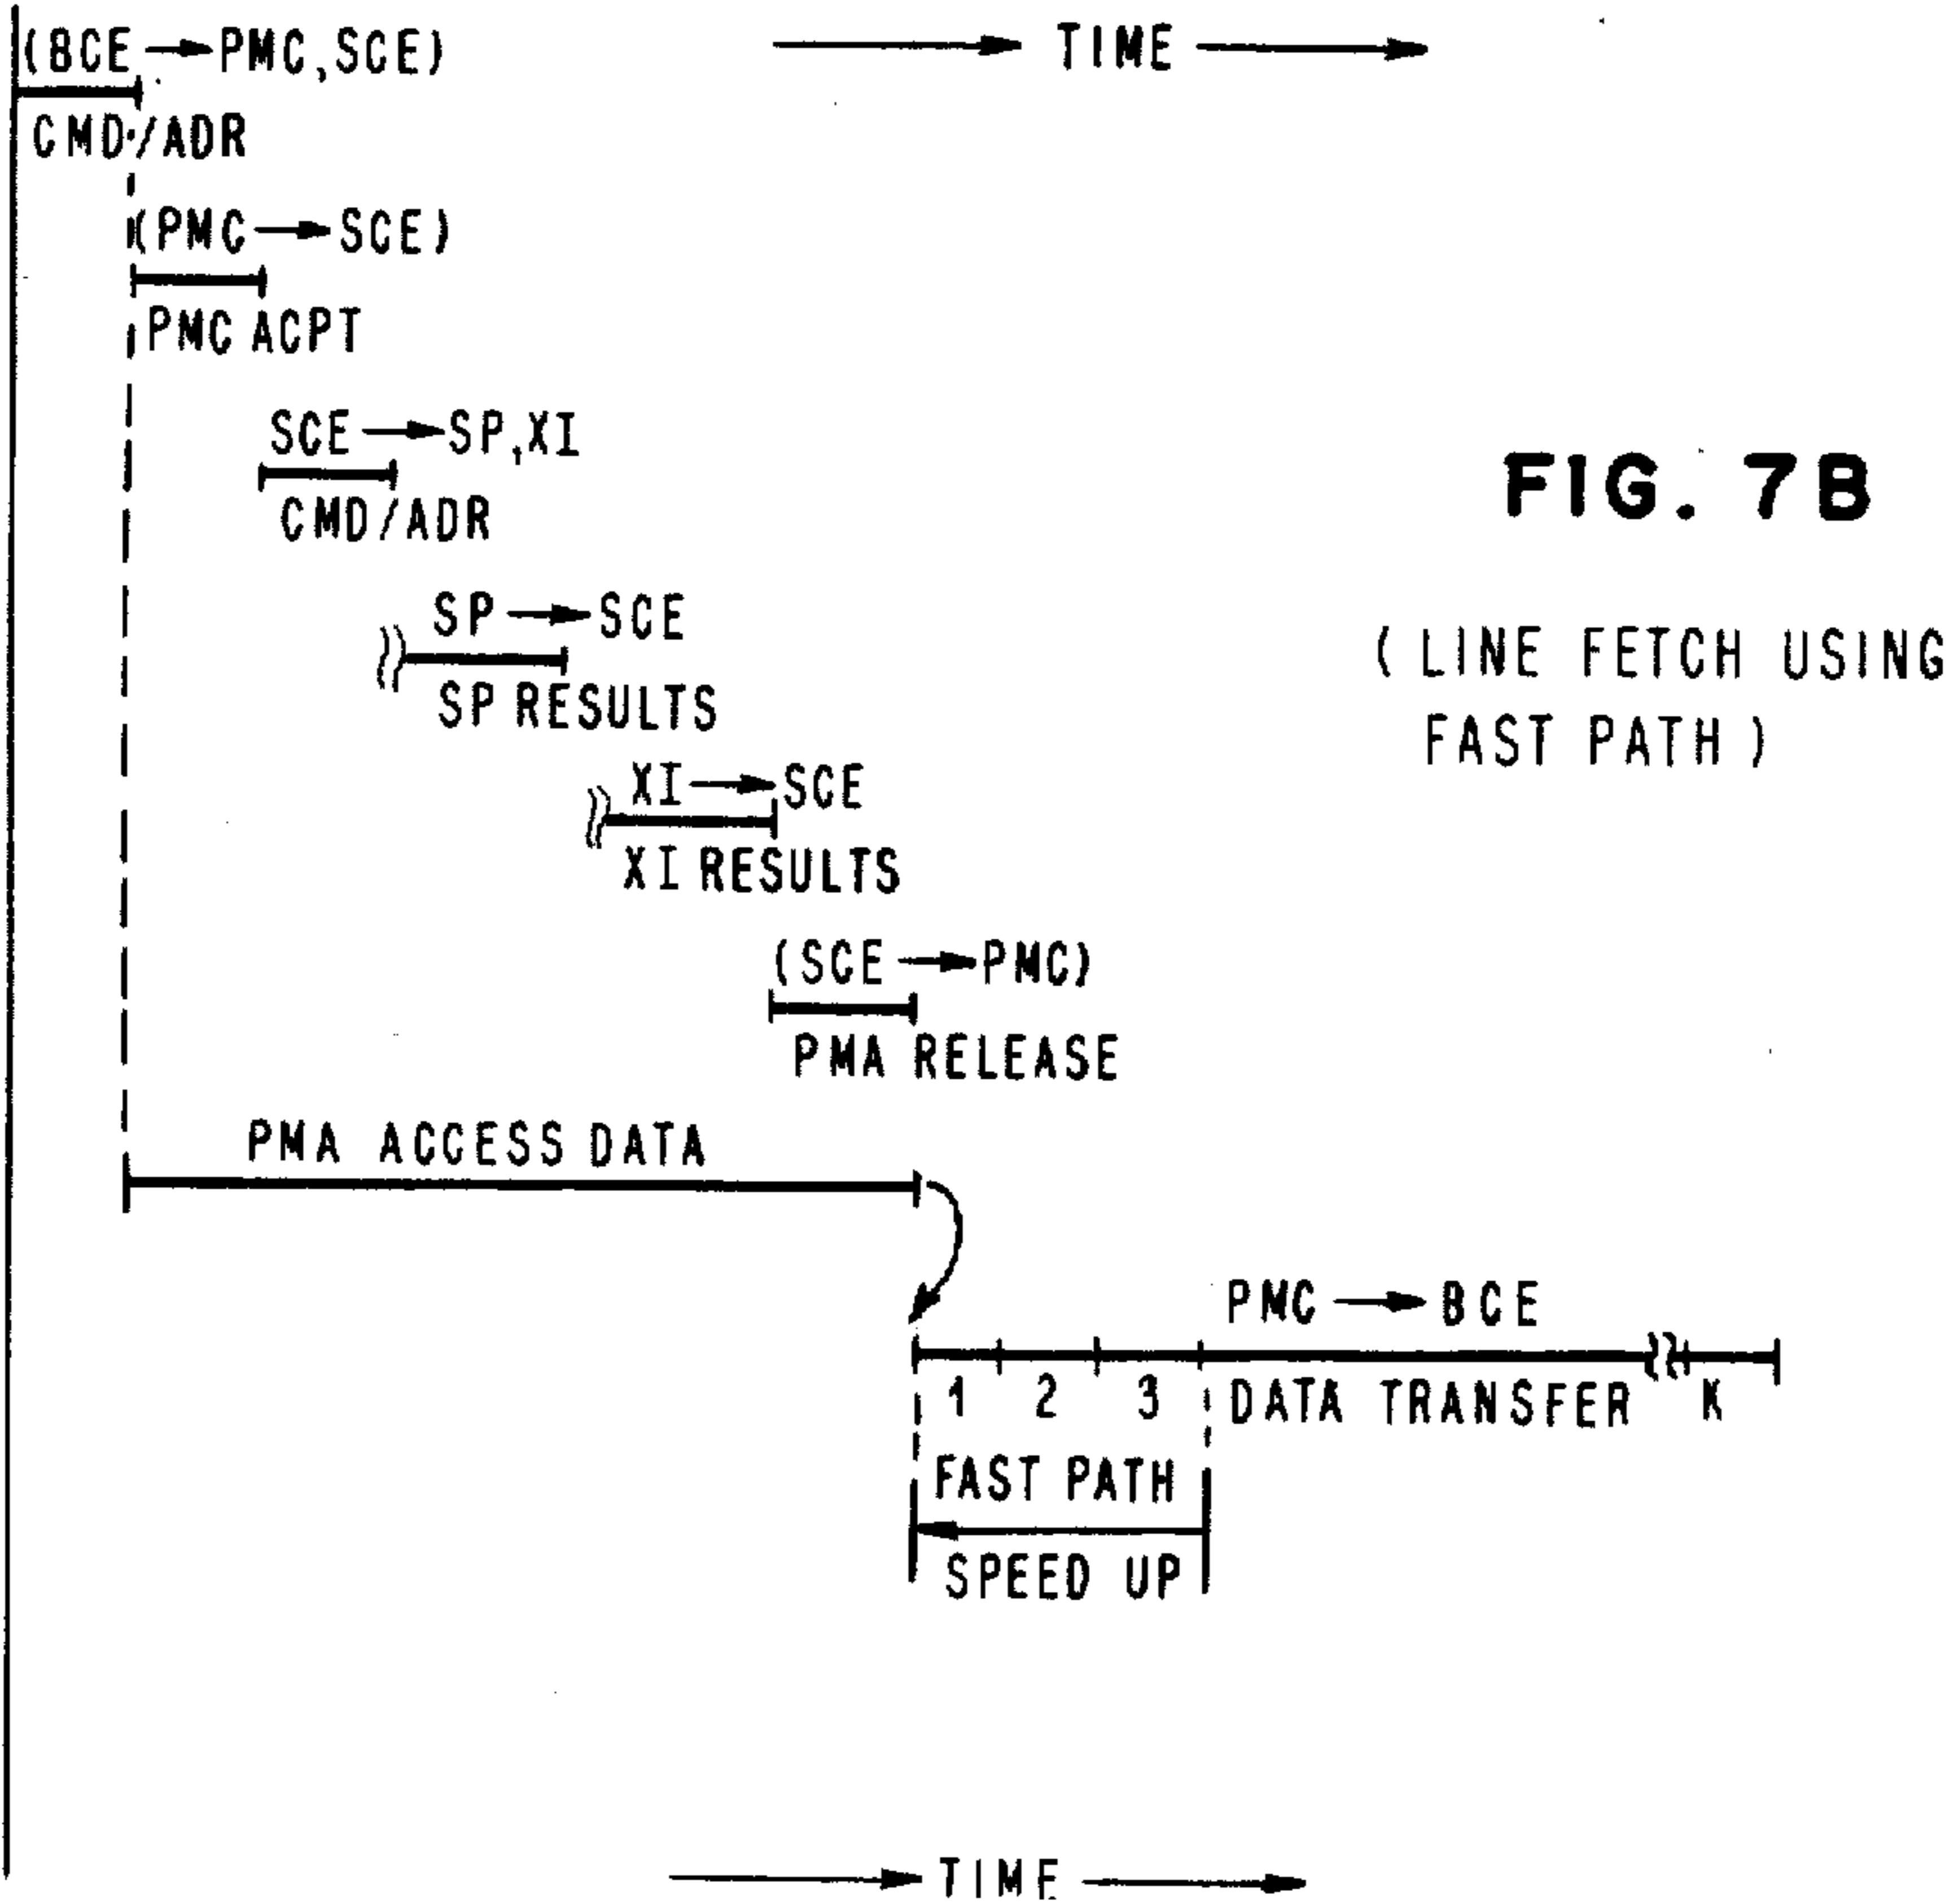 (BCE → PMC, SCE)
→ TIME →
CMD/ADR
(PMC → SCE)
PMC ACPT
SCE → SP, XI
CMD/ADR
FIG. 7B
SP → SCE
SP RESULTS
(LINE FETCH USING
FAST PATH)
XI → SCE
XI RESULTS
(SCE → PMC)
PMA RELEASE
PMA ACCESS DATA
PMC → BCE
1 2 3 DATA TRANSFER K
FAST PATH
SPEED UP
→ TIME →